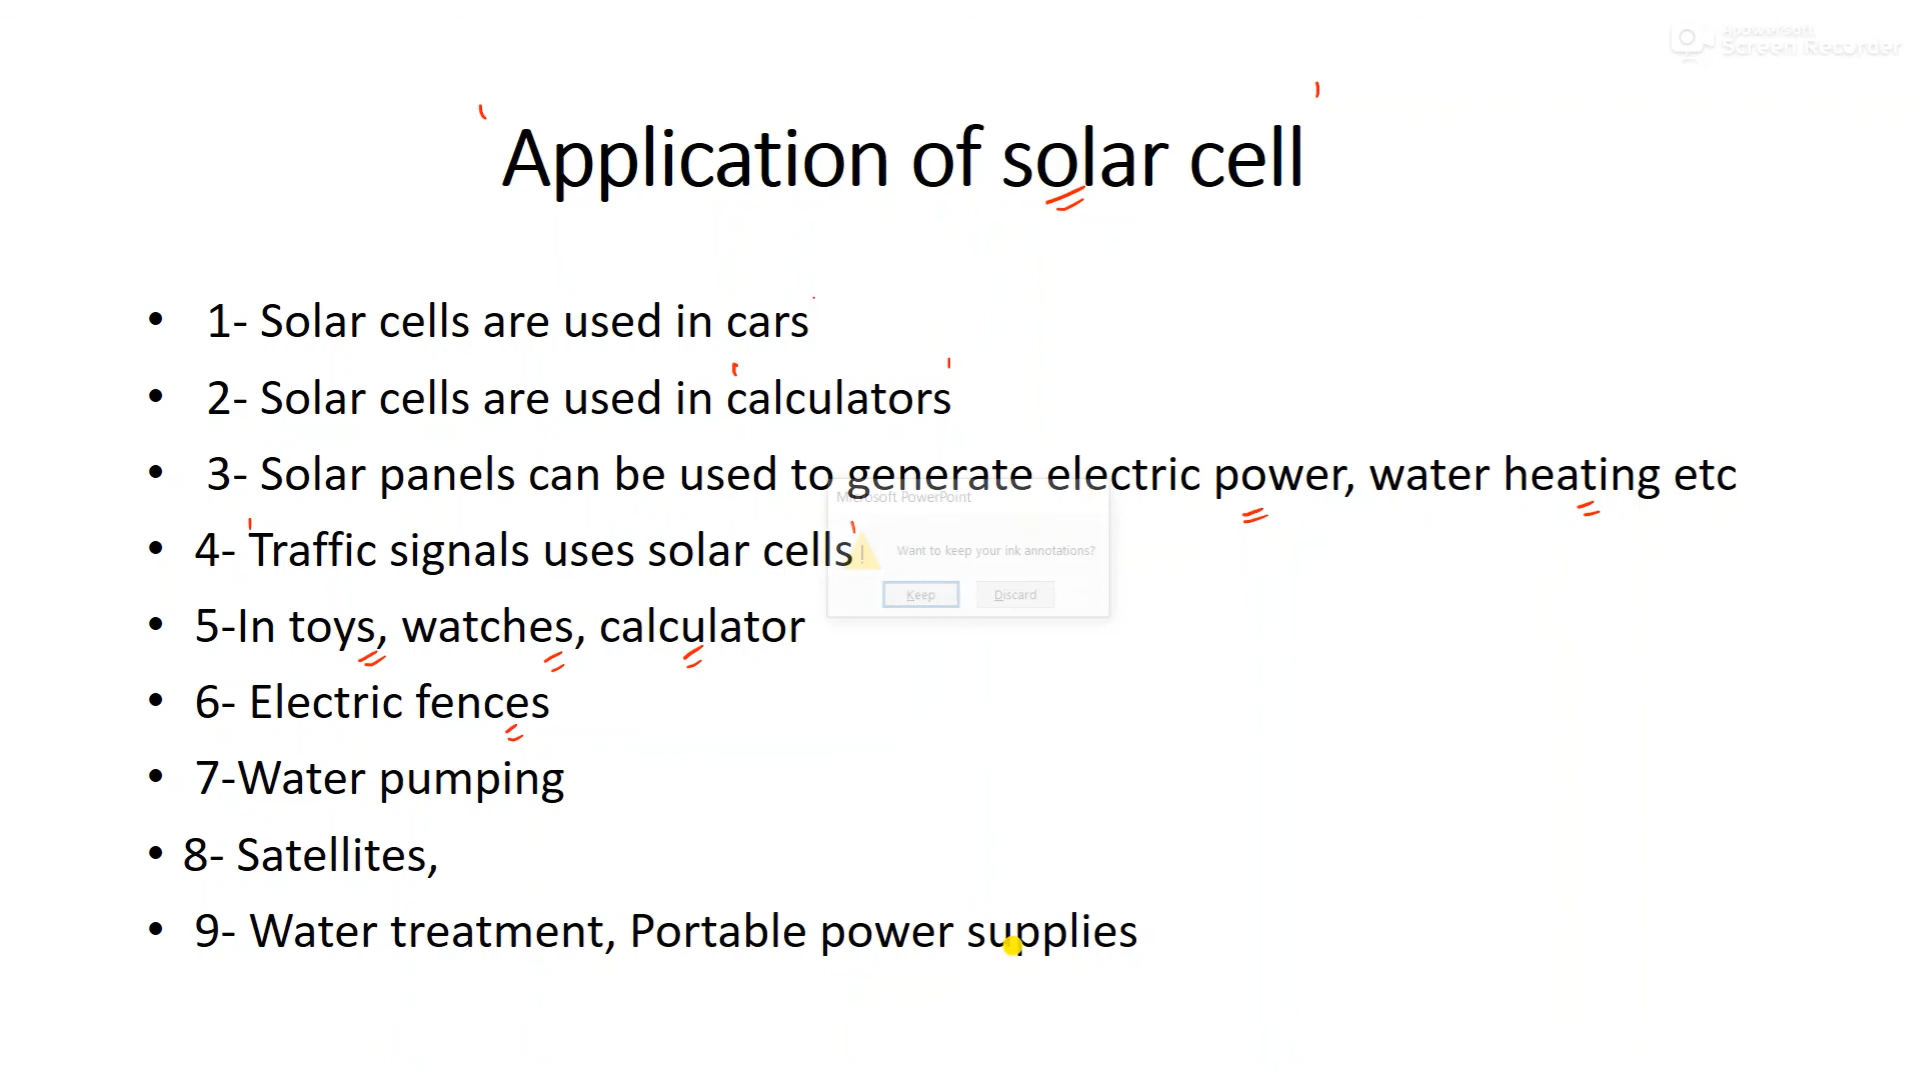 Apowersoft
Screen Recorder
Application of solar cell
• 1- Solar cells are used in cars
• 2- Solar cells are used in calculators
• 3- Solar panels can be used to generate electric power, water heating etc
Microsoft PowerPoint
• 4- Traffic signals uses solar cells
Want to keep your ink annotations?
Keep Discard
• 5-In toys, watches, calculator
• 6- Electric fences
• 7-Water pumping
• 8- Satellites,
• 9- Water treatment, Portable power supplies